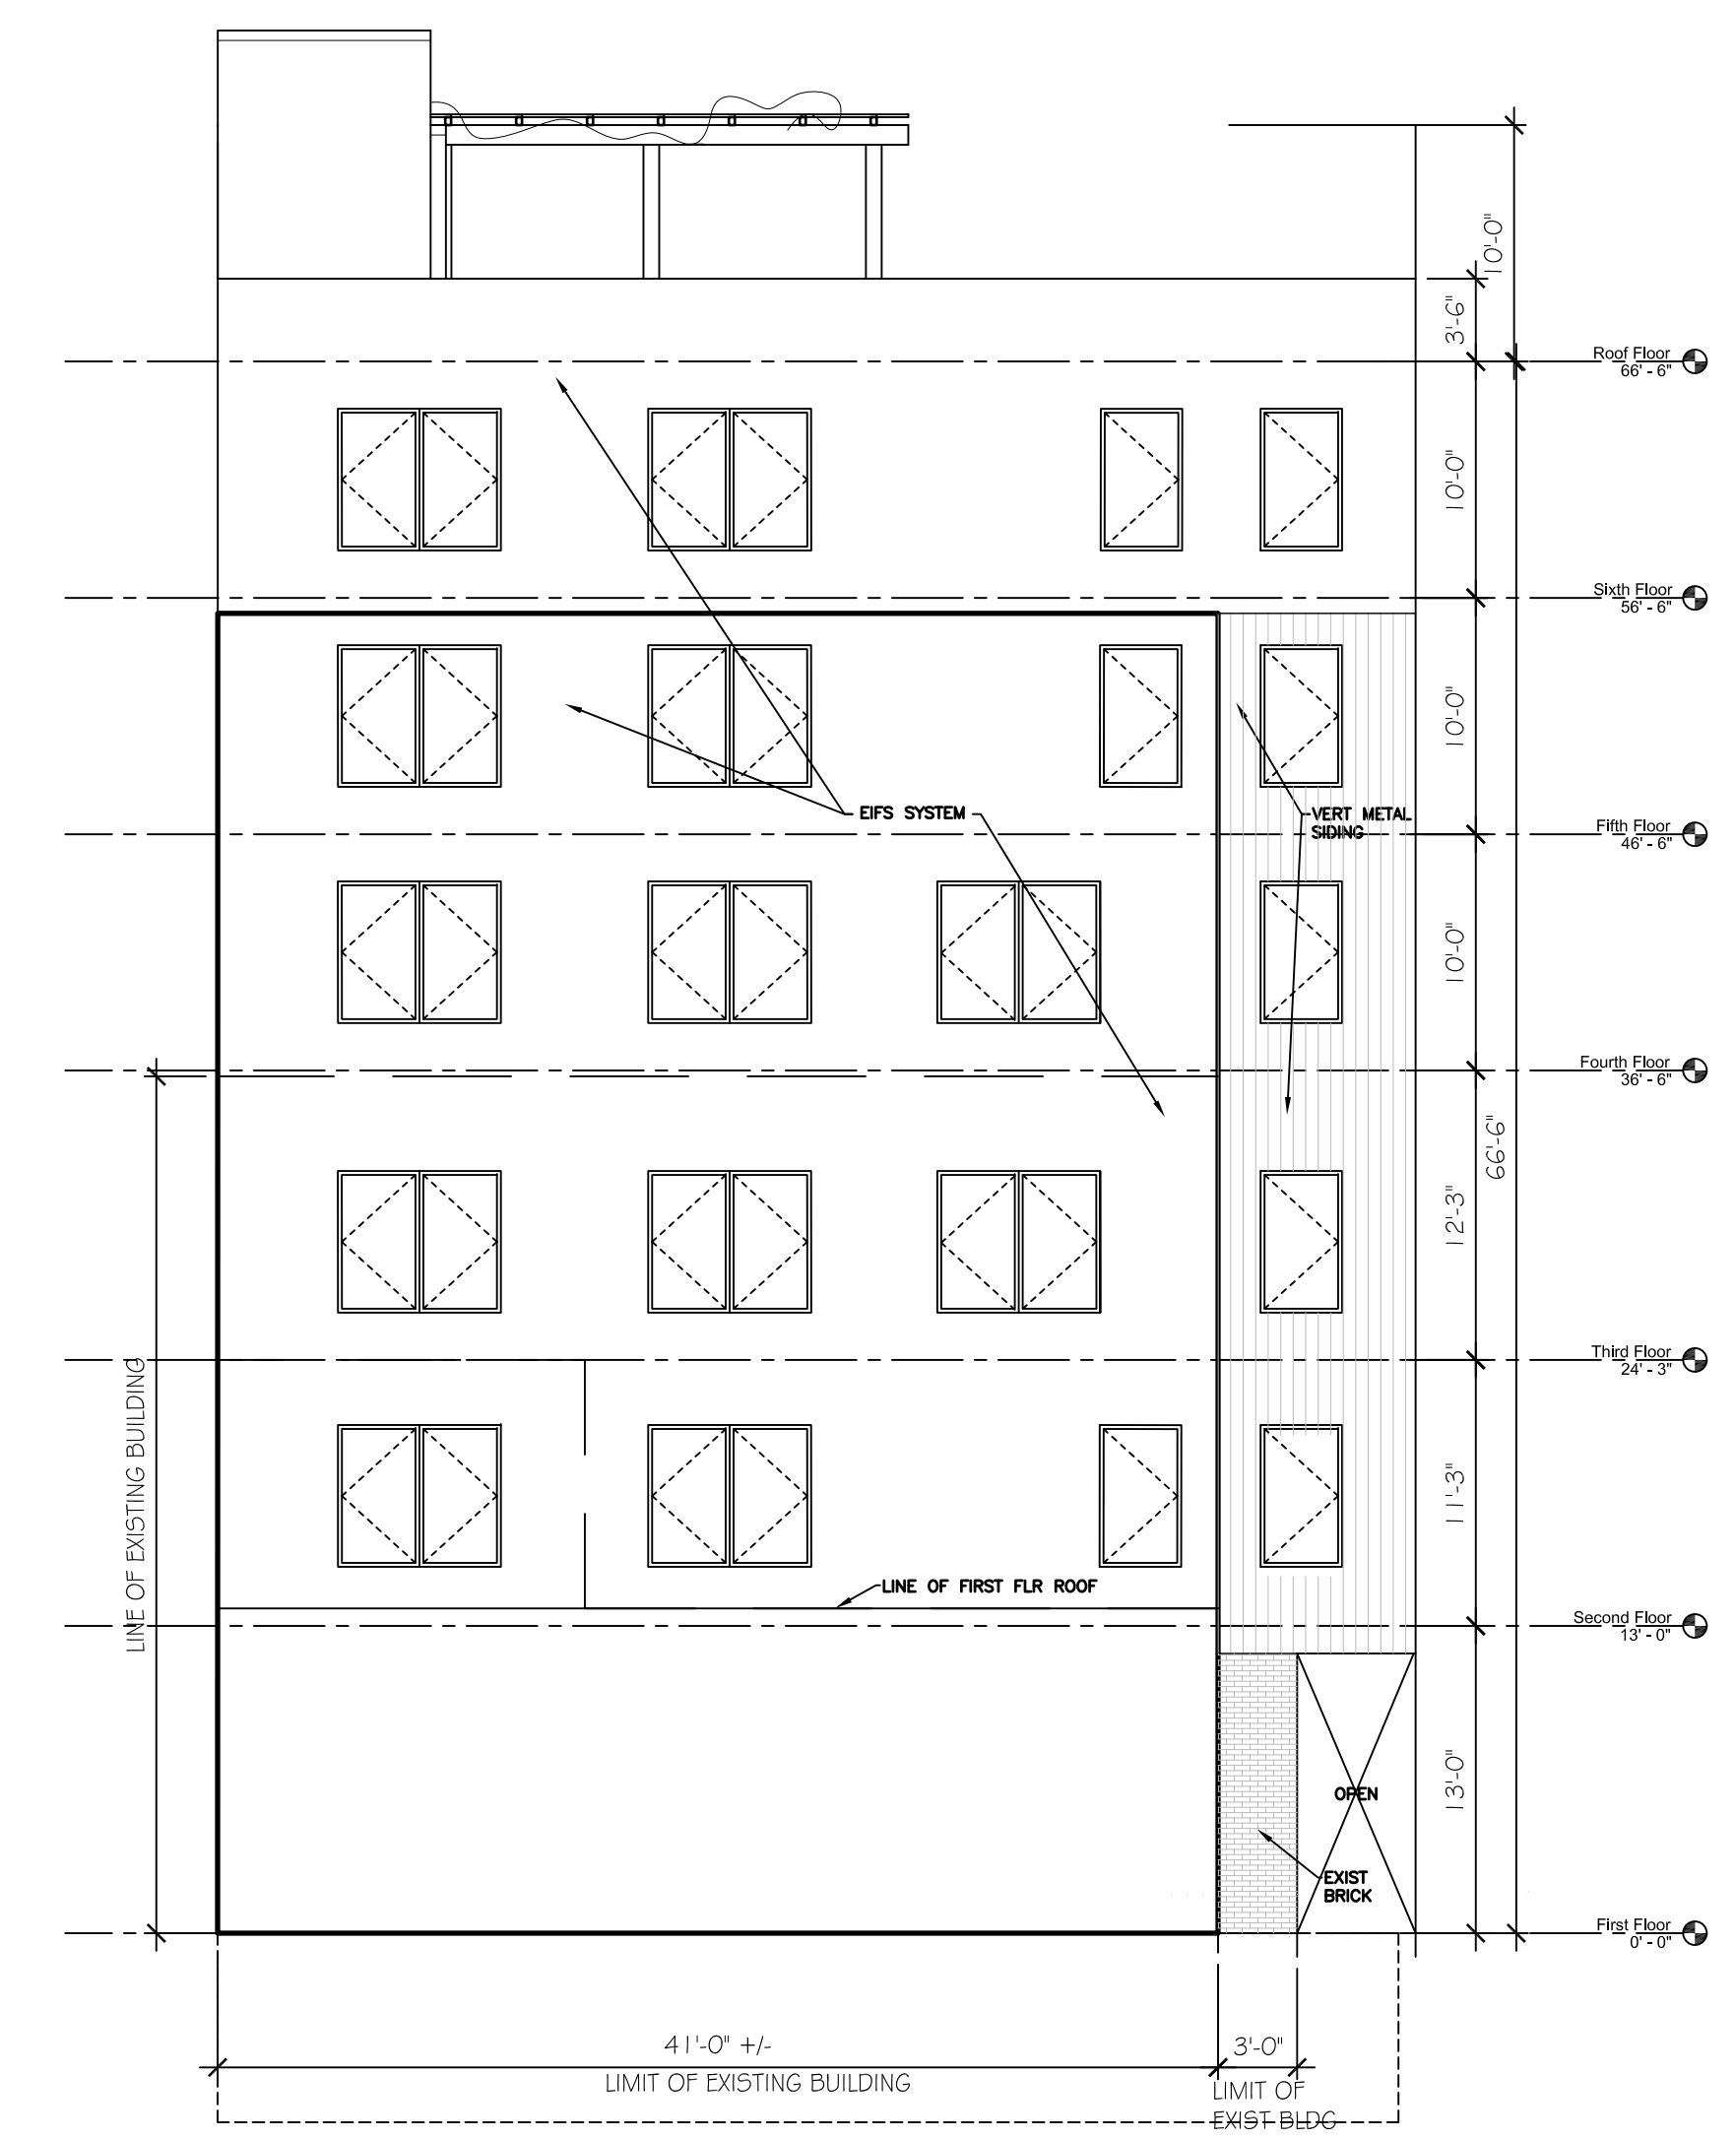 10'-0"
3'-6"
Roof Floor
66' - 6"
10'-0"
Sixth Floor
56' - 6"
10'-0"
EIFS SYSTEM
VERT METAL
SIDING
Fifth Floor
46' - 6"
10'-0"
Fourth Floor
36' - 6"
66'-6"
12'-3"
Third Floor
24' - 3"
LINE OF EXISTING BUILDING
11'-3"
LINE OF FIRST FLR ROOF
Second Floor
13' - 0"
13'-0"
OPEN
EXIST
BRICK
First Floor
0' - 0"
41'-0" +/-
3'-0"
LIMIT OF EXISTING BUILDING
LIMIT OF
EXIST BLDG